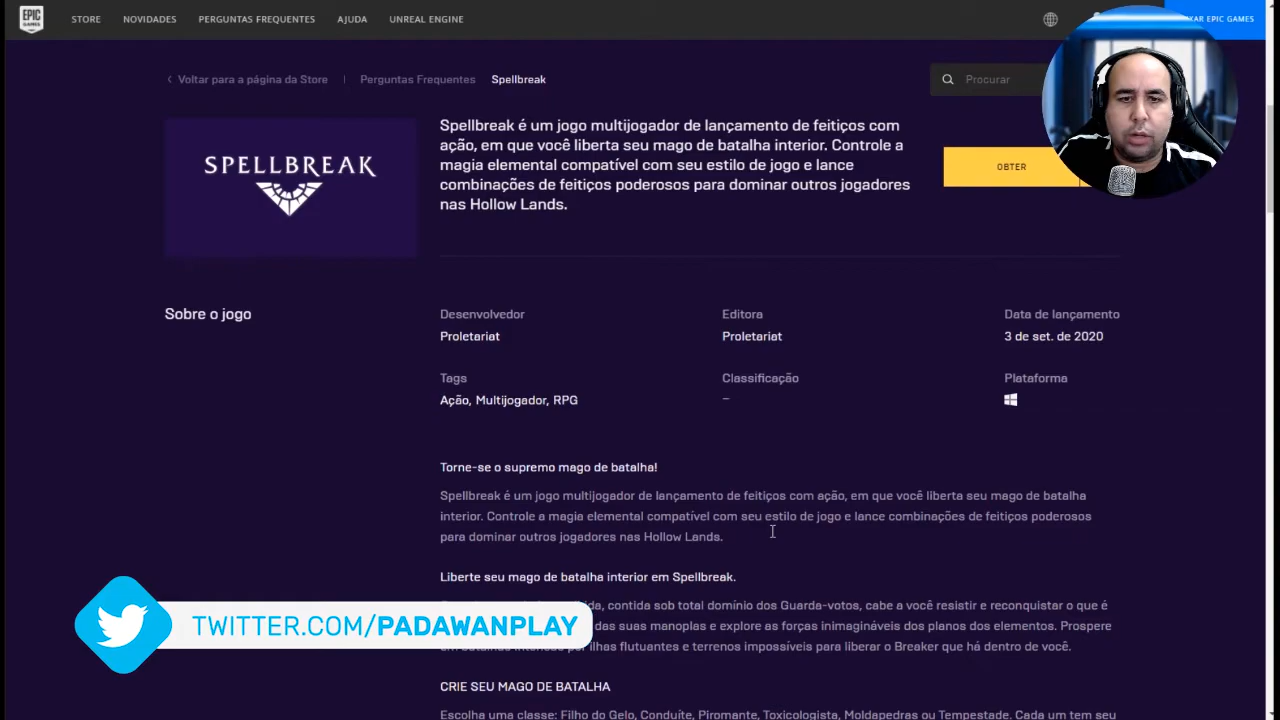 EPIC GAMES
STORE
NOVIDADES
PERGUNTAS FREQUENTES
AJUDA
UNREAL ENGINE
EPIC GAMES
Voltar para a página da Store
Perguntas Frequentes
Spellbreak
Procurar
SPELLBREAK
Spellbreak é um jogo multijogador de lançamento de feitiços com
ação, em que você liberta seu mago de batalha interior. Controle a
magia elemental compatível com seu estilo de jogo e lance
combinações de feitiços poderosos para dominar outros jogadores
nas Hollow Lands.
OBTER
Sobre o jogo
Desenvolvedor
Proletariat
Editora
Proletariat
Data de lançamento
3 de set. de 2020
Tags
Ação, Multijogador, RPG
Classificação
–
Plataforma
Torne-se o supremo mago de batalha!
Spellbreak é um jogo multijogador de lançamento de feitiços com ação, em que você liberta seu mago de batalha
interior. Controle a magia elemental compatível com seu estilo de jogo e lance combinações de feitiços poderosos
para dominar outros jogadores nas Hollow Lands.
Liberte seu mago de batalha interior em Spellbreak.
contida sob total domínio dos Guarda-votos, cabe a você resistir e reconquistar o que é
das suas manoplas e explore as forças inimagináveis dos planos dos elementos. Prospere
ilhas flutuantes e terrenos impossíveis para liberar o Breaker que há dentro de você.
TWITTER.COM/PADAWANPLAY
CRIE SEU MAGO DE BATALHA
Escolha uma classe: Filho do Gelo, Conduíte, Piromante, Toxicologista, Moldapedras ou Tempestade. Cada um tem seu